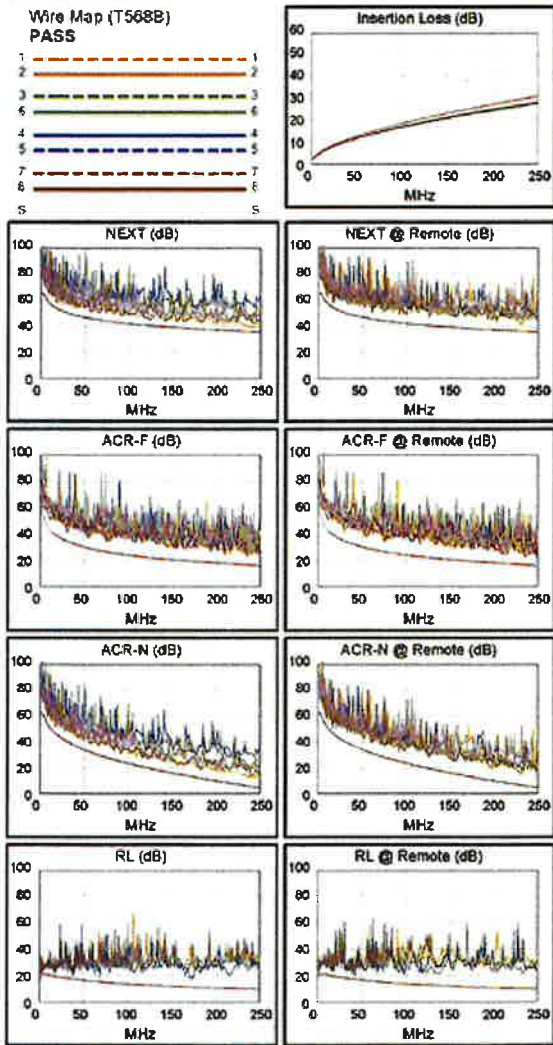 Wire Map (T568B)
PASS
1 1
2 2
3 3
6 6
4 4
5 5
7 7
8 8
S S
Insertion Loss (dB)
60
50
40
30
20
10
0
0 50 100 150 200 250
MHz
NEXT (dB)
100
80
60
40
20
0
0 50 100 150 200 250
MHz
NEXT @ Remote (dB)
100
80
60
40
20
0
0 50 100 150 200 250
MHz
ACR-F (dB)
100
80
60
40
20
0
0 50 100 150 200 250
MHz
ACR-F @ Remote (dB)
100
80
60
40
20
0
0 50 100 150 200 250
MHz
ACR-N (dB)
100
80
60
40
20
0
0 50 100 150 200 250
MHz
ACR-N @ Remote (dB)
100
80
60
40
20
0
0 50 100 150 200 250
MHz
RL (dB)
100
80
60
40
20
0
0 50 100 150 200 250
MHz
RL @ Remote (dB)
100
80
60
40
20
0
0 50 100 150 200 250
MHz